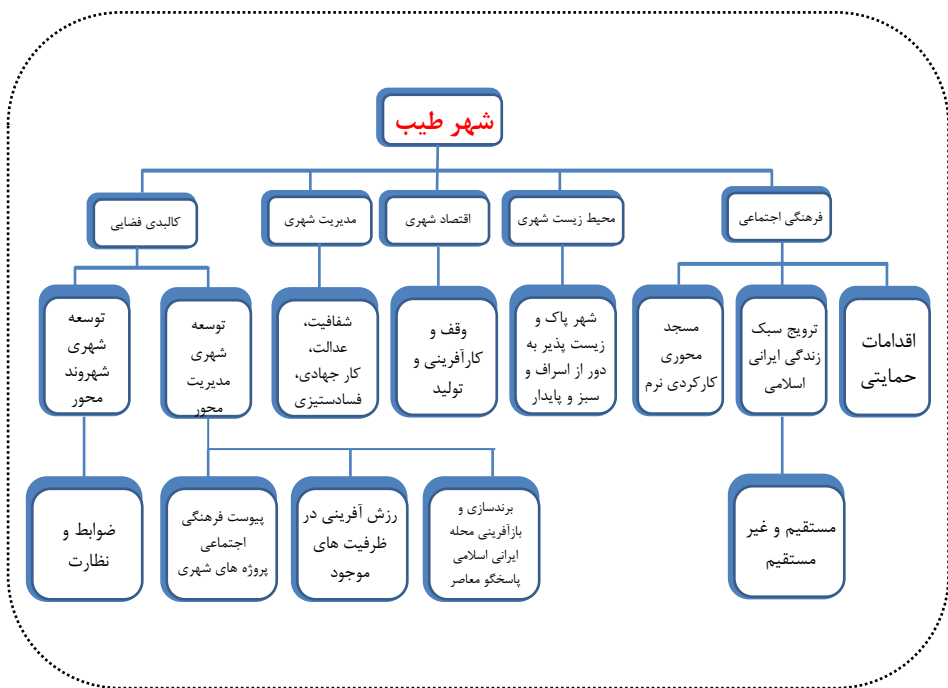 شهر طیب
فرهنگی اجتماعی
محیط زیست شهری
اقتصاد شهری
مدیریت شهری
کالبدی فضایی
اقدامات
حمایتی
ترویج سبک
زندگی ایرانی
اسلامی
مسجد
محوری
کارکردی نرم
شهر پاک و
زیست پذیر به
دور از اسراف و
سبز و پایدار
وقف و
کارآفرینی و
تولید
شفافیت،
عدالت،
کار جهادی،
فسادستیزی
توسعه
شهری
مدیریت
محور
توسعه
شهری
شهروند
محور
مستقیم و غیر
مستقیم
برندسازی و
بازآفرینی محله
ایرانی اسلامی
پاسخگو معاصر
رزش آفرینی در
ظرفیت های
موجود
پیوست فرهنگی
اجتماعی
پروژه های شهری
ضوابط و
نظارت